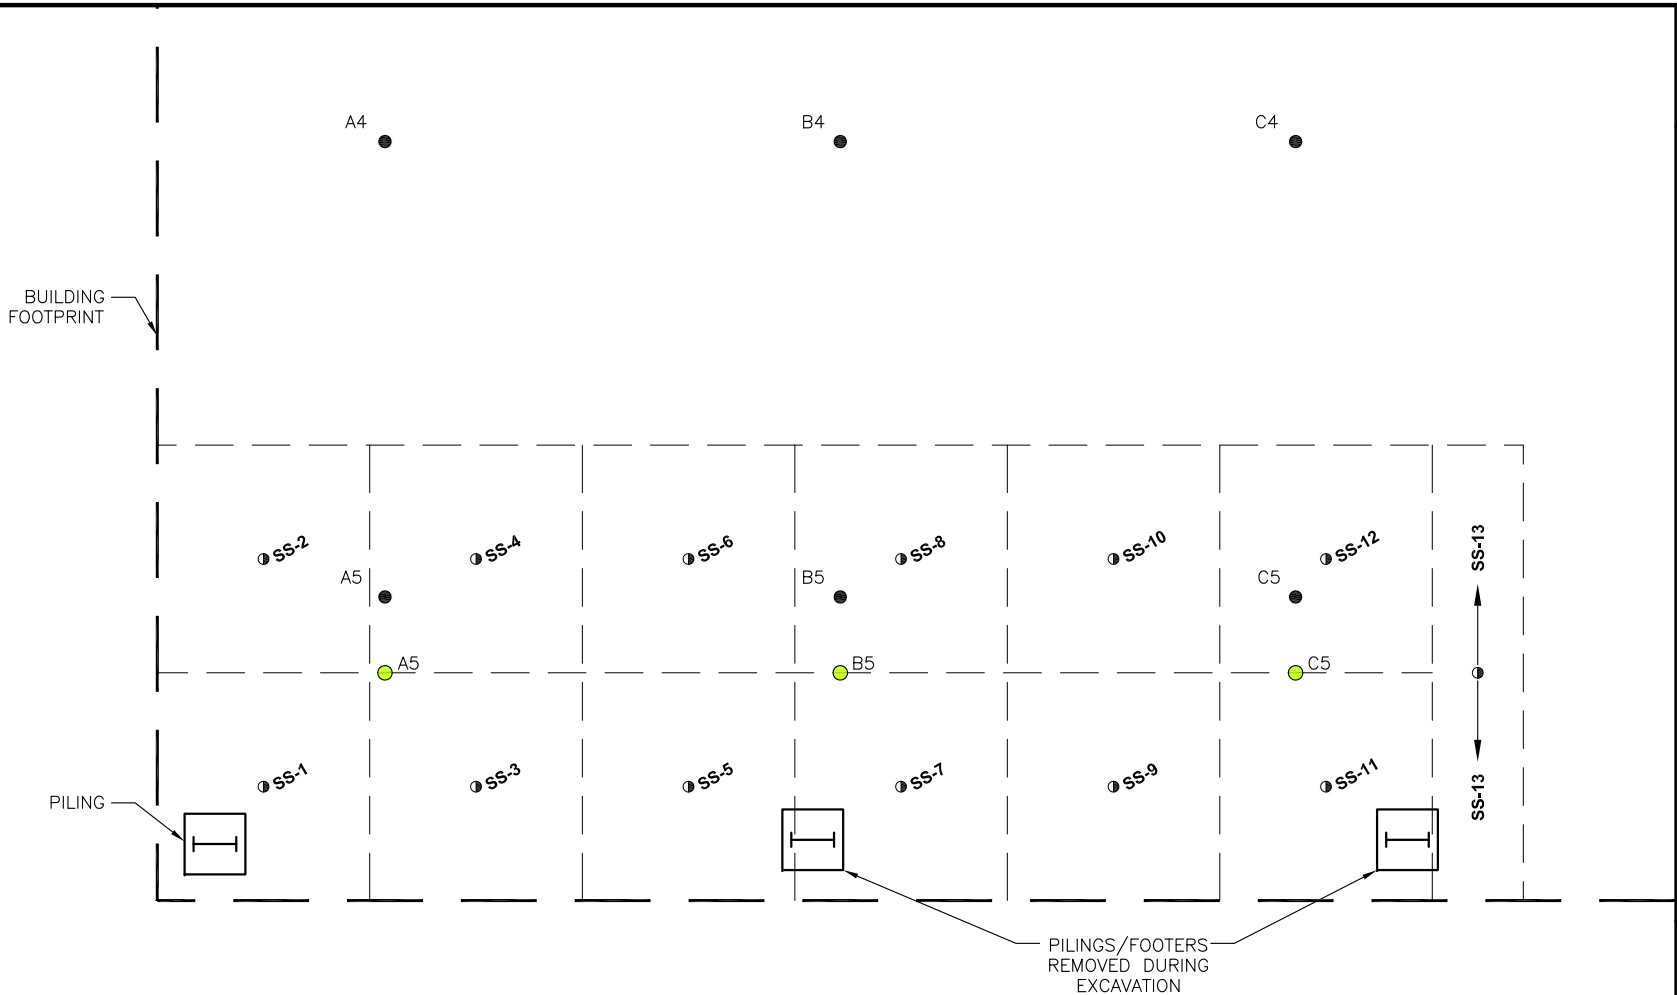 A4
B4
C4
BUILDING
FOOTPRINT
SS-2
SS-4
SS-6
SS-8
SS-10
SS-12
SS-13
A5
B5
C5
A5
B5
C5
SS-1
SS-3
SS-5
SS-7
SS-9
SS-11
SS-13
PILING
PILINGS/FOOTERS
REMOVED DURING
EXCAVATION